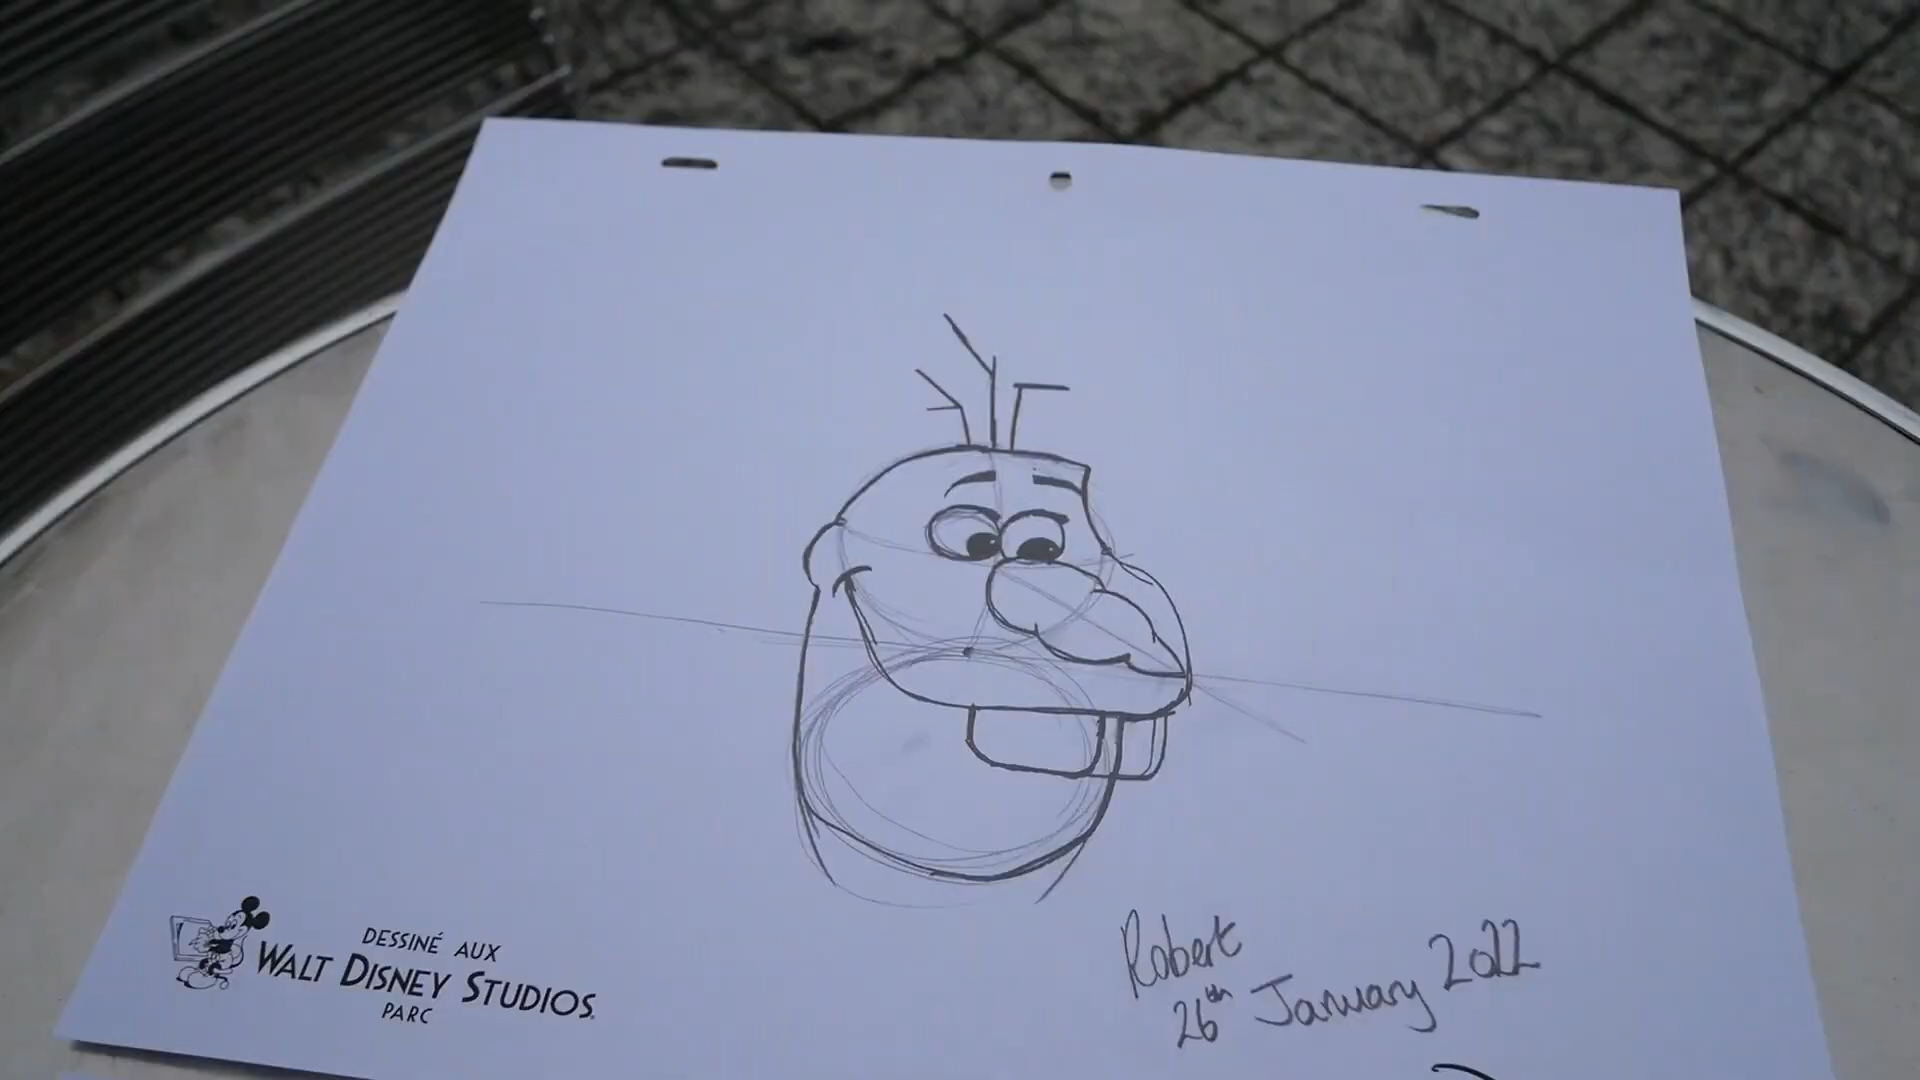 DESSINÉ AUX
WALT DISNEY STUDIOS
PARC
Robert
26th January 2022